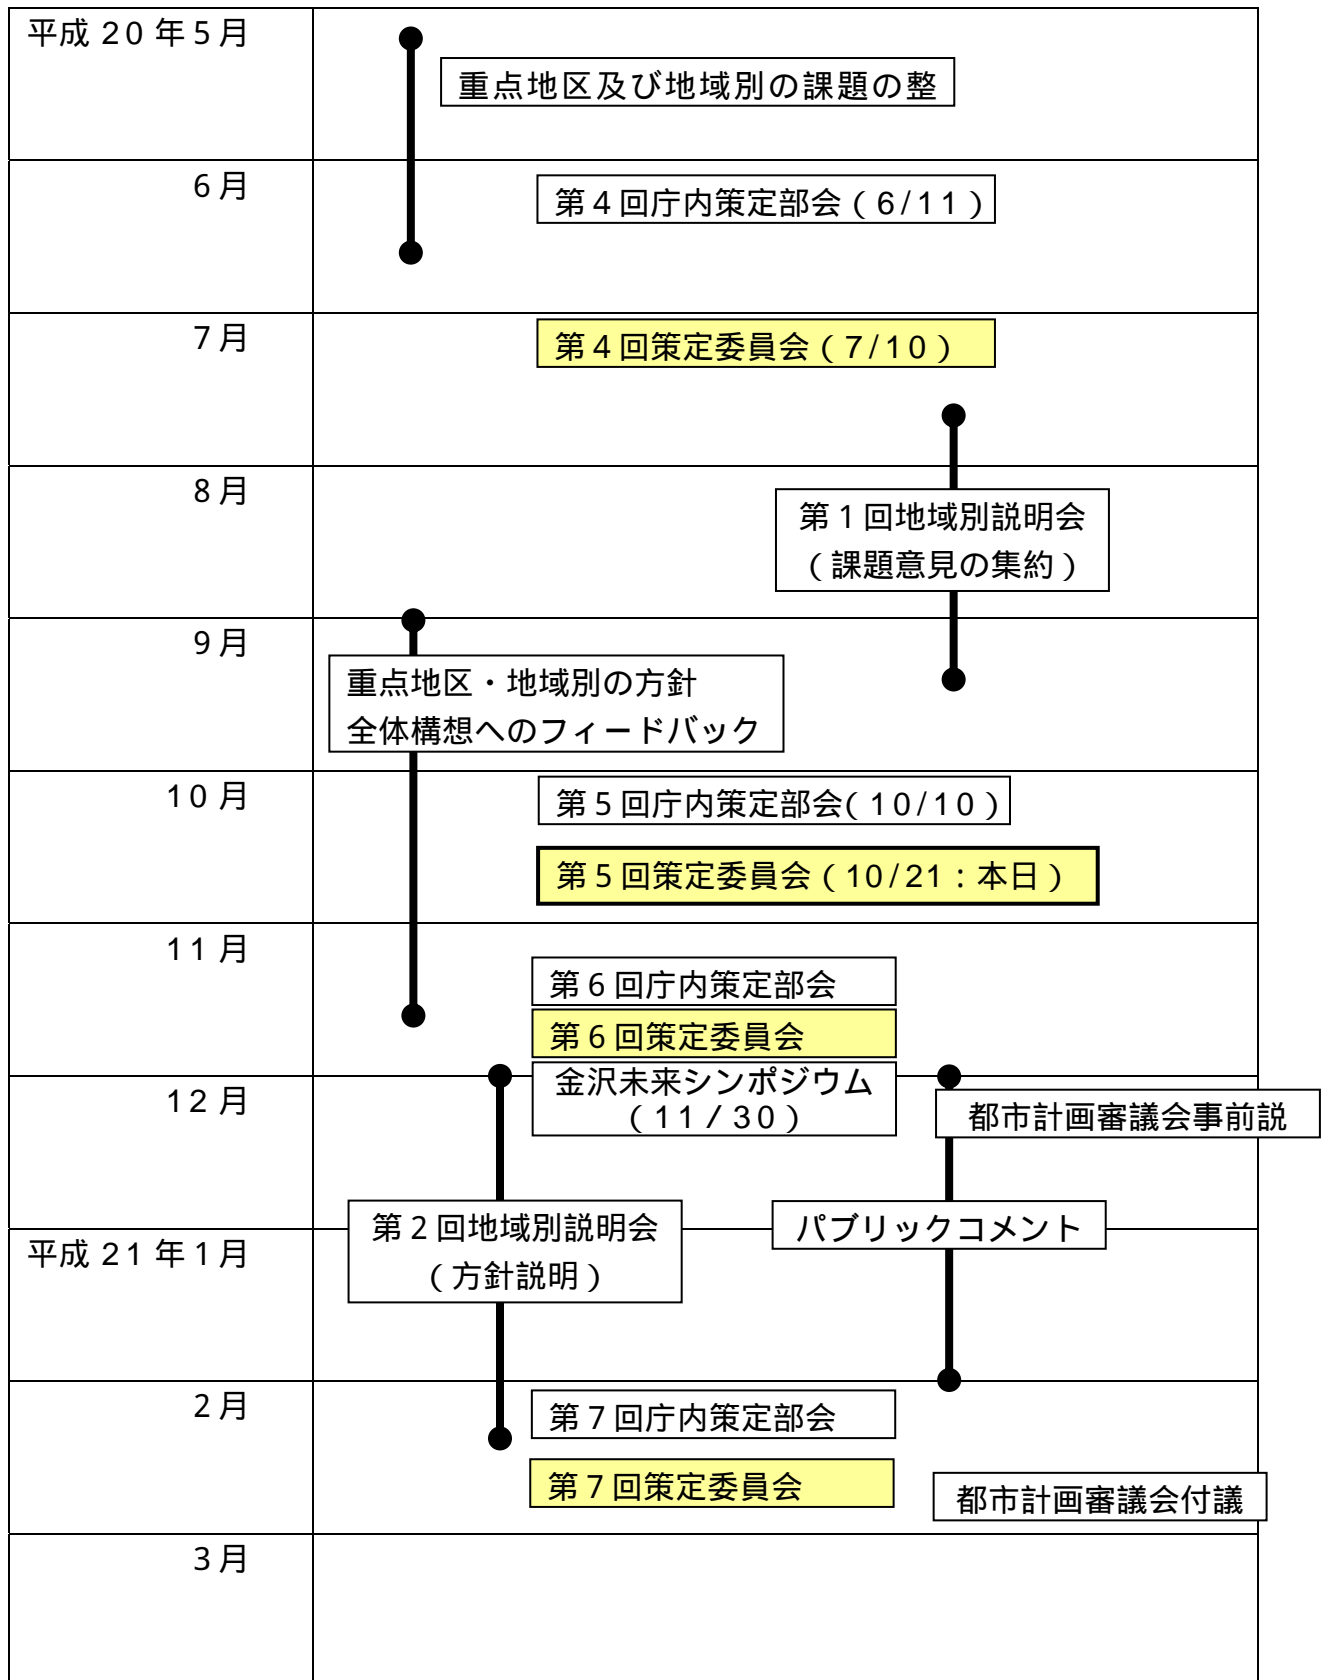 平成20年5月
重点地区及び地域別の課題の整
6月
第4回庁内策定部会(6/11)
7月
第4回策定委員会(7/10)
8月
第1回地域別説明会
(課題意見の集約)
9月
重点地区・地域別の方針
全体構想へのフィードバック
10月
第5回庁内策定部会(10/10)
第5回策定委員会(10/21:本日)
11月
第6回庁内策定部会
第6回策定委員会
金沢未来シンポジウム
(11/30)
12月
都市計画審議会事前説
第2回地域別説明会
(方針説明)
パブリックコメント
平成21年1月
2月
第7回庁内策定部会
第7回策定委員会
都市計画審議会付議
3月